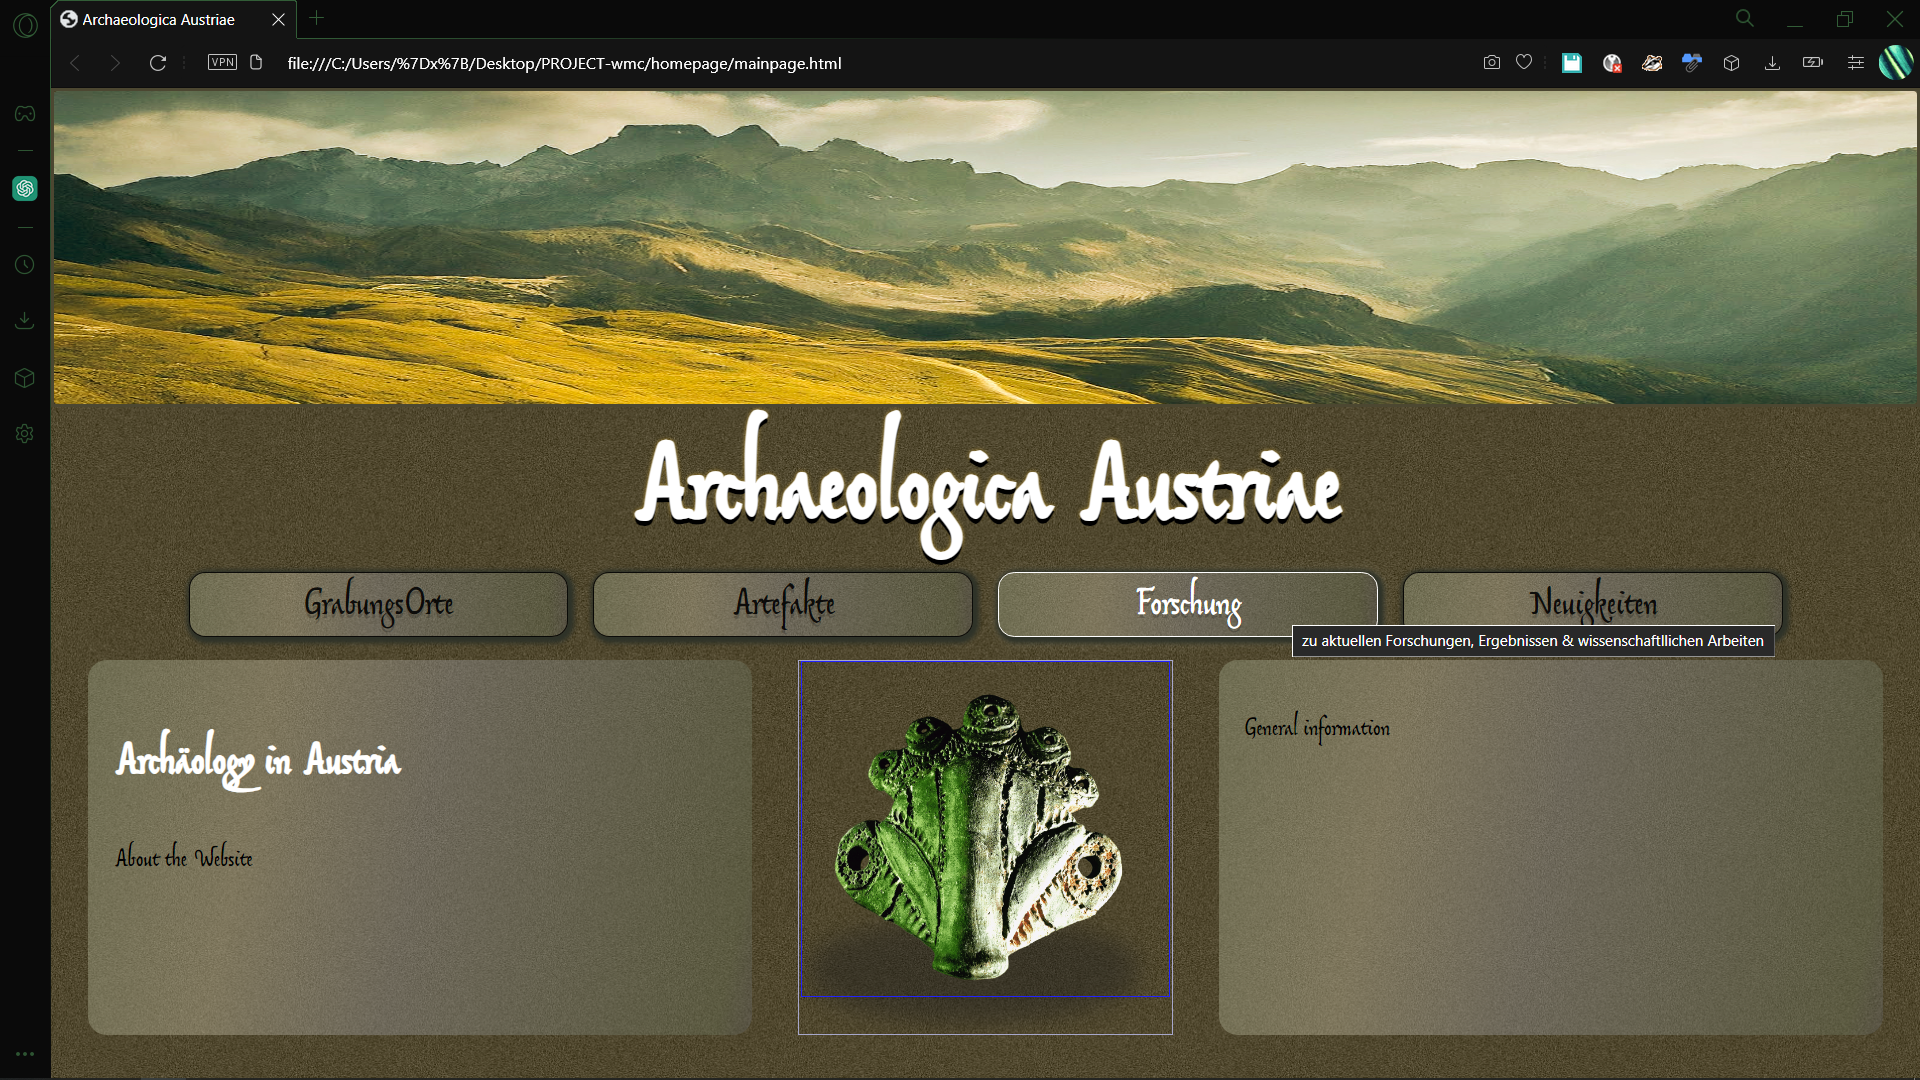 Archaeologica Austriae
VPN
file:///C:/Users/%7Dx%7B/Desktop/PROJECT-wmc/homepage/mainpage.html
Archaeologica Austriae
GrabungsOrte
Artefakte
Forschung
Neuigkeiten
zu aktuellen Forschungen, Ergebnissen & wissenschaftllichen Arbeiten
Archäology in Austria
About the Website
General information